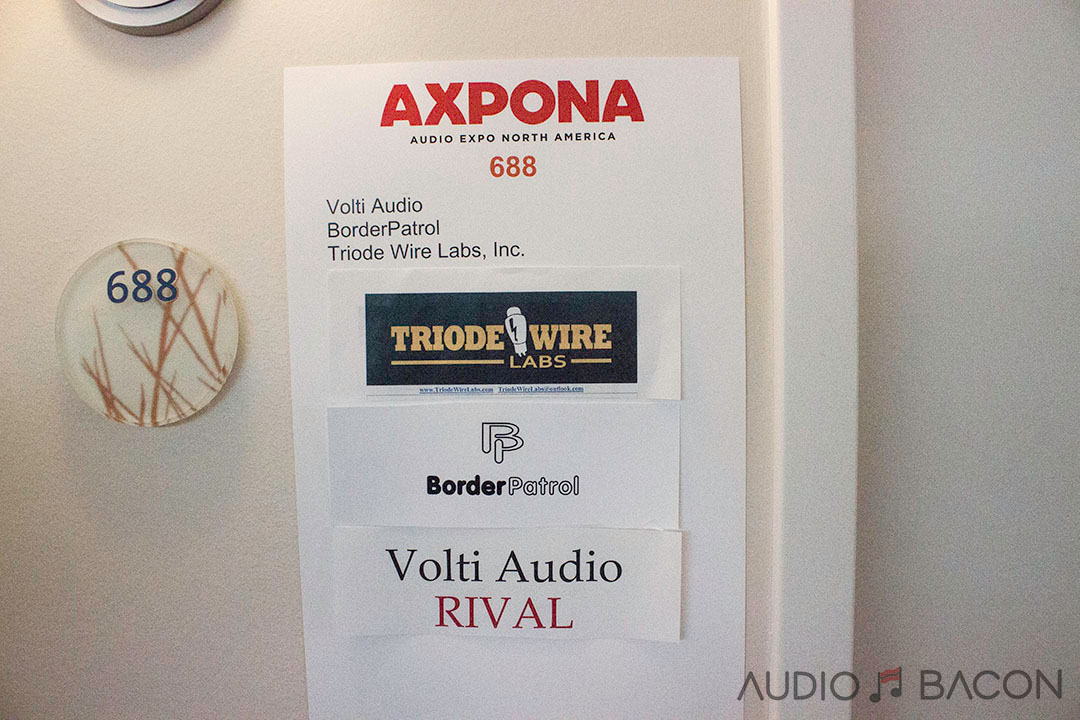 AXPONA
AUDIO EXPO NORTH AMERICA
688
Volti Audio
BorderPatrol
Triode Wire Labs, Inc.
688
TRIODE WIRE
LABS
www.TriodeWireLabs.com TriodeWireLabs@outlook.com
BP
BorderPatrol
Volti Audio
RIVAL
AUDIO BACON